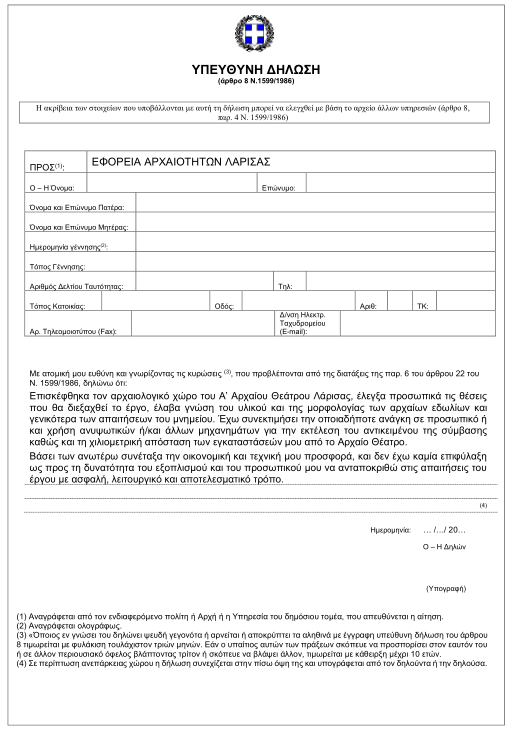 ΥΠΕΥΘΥΝΗ ΔΗΛΩΣΗ
(άρθρο 8 Ν.1599/1986)
Η ακρίβεια των στοιχείων που υποβάλλονται με αυτή τη δήλωση μπορεί να ελεγχθεί με βάση το αρχείο άλλων υπηρεσιών (άρθρο 8,
παρ. 4 Ν. 1599/1986)
ΠΡΟΣ(1): ΕΦΟΡΕΙΑ ΑΡΧΑΙΟΤΗΤΩΝ ΛΑΡΙΣΑΣ
Ο – Η Όνομα: Επώνυμο:
Όνομα και Επώνυμο Πατέρα:
Όνομα και Επώνυμο Μητέρας:
Ημερομηνία γέννησης(2):
Τόπος Γέννησης:
Αριθμός Δελτίου Ταυτότητας: Τηλ:
Τόπος Κατοικίας: Οδός: Αριθ: ΤΚ:
Αρ. Τηλεομοιοτύπου (Fax):
Δ/νση Ηλεκτρ.
Ταχυδρομείου
(Εmail):
Με ατομική μου ευθύνη και γνωρίζοντας τις κυρώσεις (3), που προβλέπονται από της διατάξεις της παρ. 6 του άρθρου 22 του
Ν. 1599/1986, δηλώνω ότι:
Επισκέφθηκα τον αρχαιολογικό χώρο του Α' Αρχαίου Θεάτρου Λάρισας, έλεγξα προσωπικά τις θέσεις
που θα διεξαχθεί το έργο, έλαβα γνώση του υλικού και της μορφολογίας των αρχαίων εδωλίων και
γενικότερα των απαιτήσεων του μνημείου. Έχω συνεκτιμήσει την οποιαδήποτε ανάγκη σε προσωπικό ή
και χρήση ανυψωτικών ή/και άλλων μηχανημάτων για την εκτέλεση του αντικειμένου της σύμβασης
καθώς και τη χιλιομετρική απόσταση των εγκαταστάσεών μου από το Αρχαίο Θέατρο.
Βάσει των ανωτέρω συνέταξα την οικονομική και τεχνική μου προσφορά, και δεν έχω καμία επιφύλαξη
ως προς τη δυνατότητα του εξοπλισμού και του προσωπικού μου να ανταποκριθώ στις απαιτήσεις του
έργου με ασφαλή, λειτουργικό και αποτελεσματικό τρόπο.
(4)
Ημερομηνία: … /…/ 20…
Ο – Η Δηλών
(Υπογραφή)
(1) Αναγράφεται από τον ενδιαφερόμενο πολίτη ή Αρχή ή η Υπηρεσία του δημόσιου τομέα, που απευθύνεται η αίτηση.
(2) Αναγράφεται ολογράφως.
(3) «Όποιος εν γνώσει του δηλώνει ψευδή γεγονότα ή αρνείται ή αποκρύπτει τα αληθινά με έγγραφη υπεύθυνη δήλωση του άρθρου
8 τιμωρείται με φυλάκιση τουλάχιστον τριών μηνών. Εάν ο υπαίτιος αυτών των πράξεων σκόπευε να προσπορίσει στον εαυτόν του
ή σε άλλον περιουσιακό όφελος βλάπτοντας τρίτον ή σκόπευε να βλάψει άλλον, τιμωρείται με κάθειρξη μέχρι 10 ετών.
(4) Σε περίπτωση ανεπάρκειας χώρου η δήλωση συνεχίζεται στην πίσω όψη της και υπογράφεται από τον δηλούντα ή την δηλούσα.